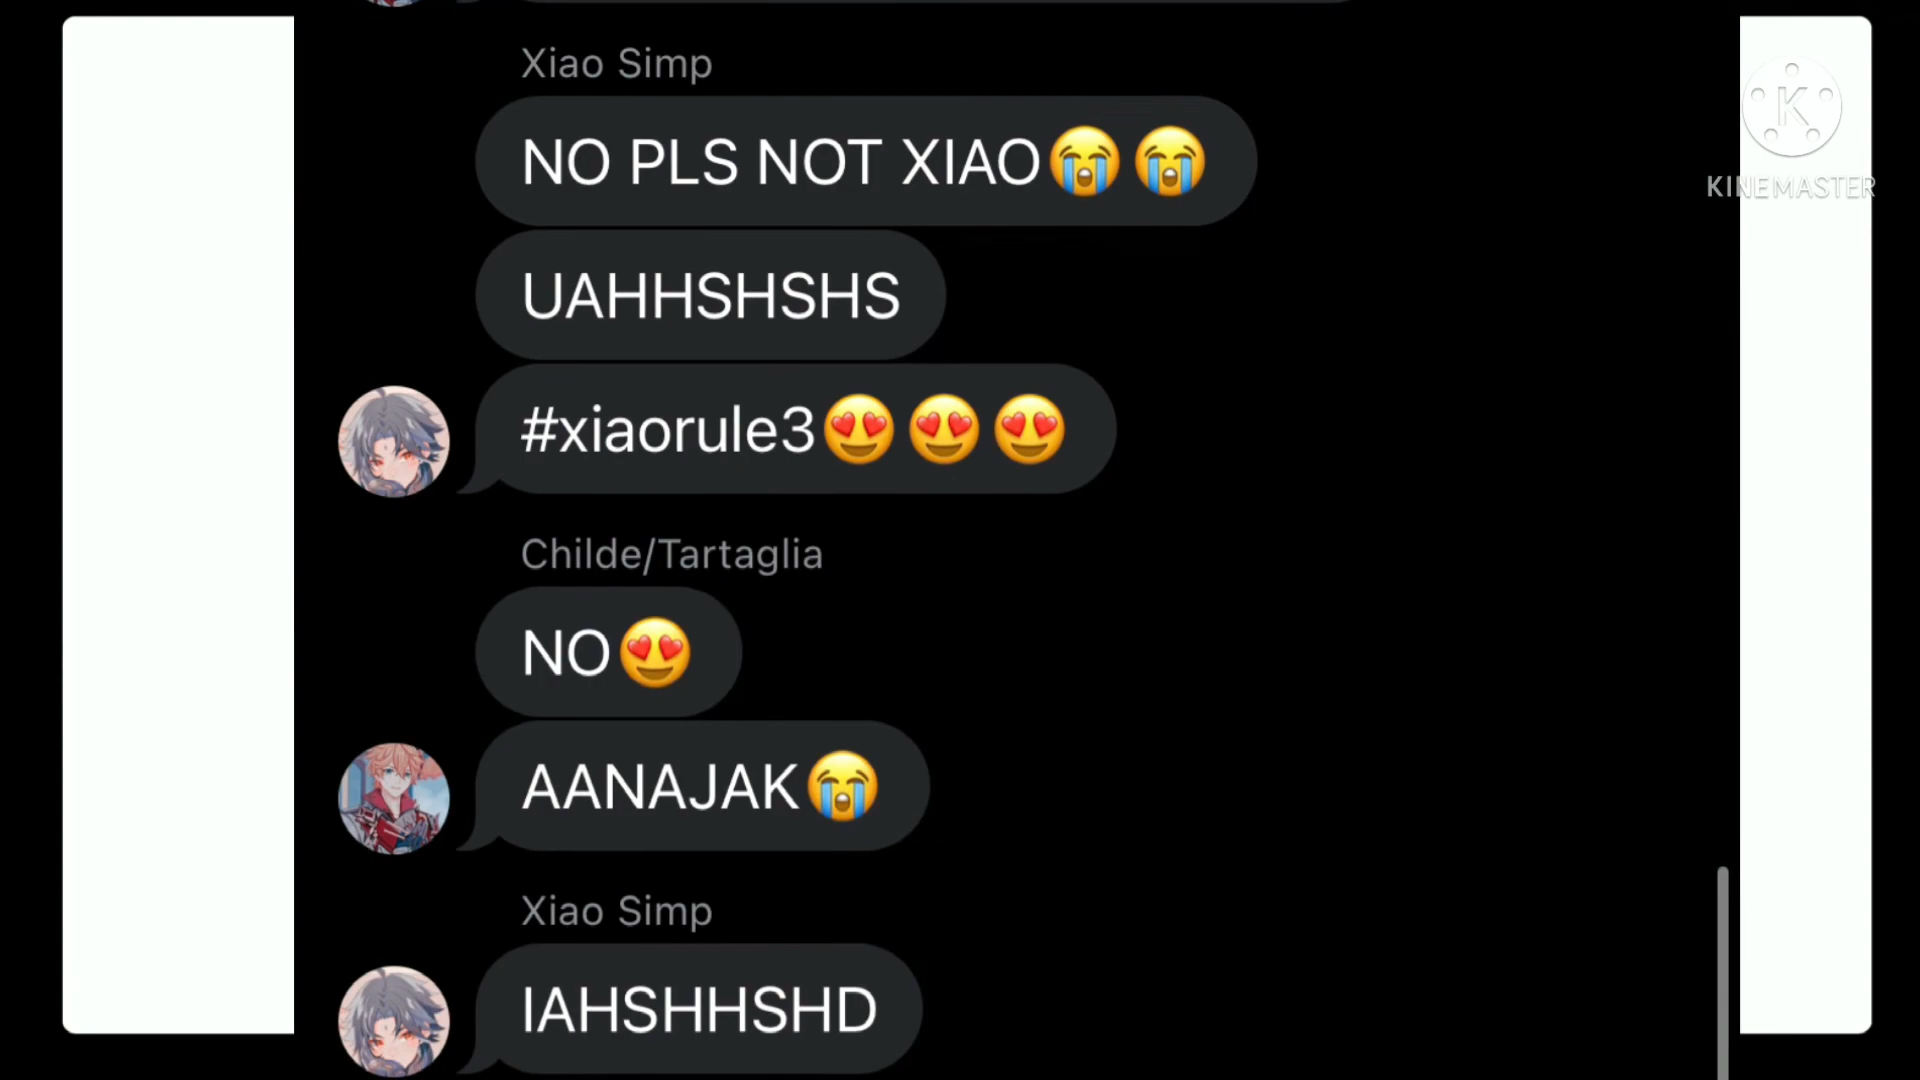 Xiao Simp
NO PLS NOT XIAO😭😭
UAHHSHSHS
#xiaorule3😍😍😍
Childe/Tartaglia
NO😍
AANAJAK😭
Xiao Simp
IAHSHHSHD
K
KINEMASTER